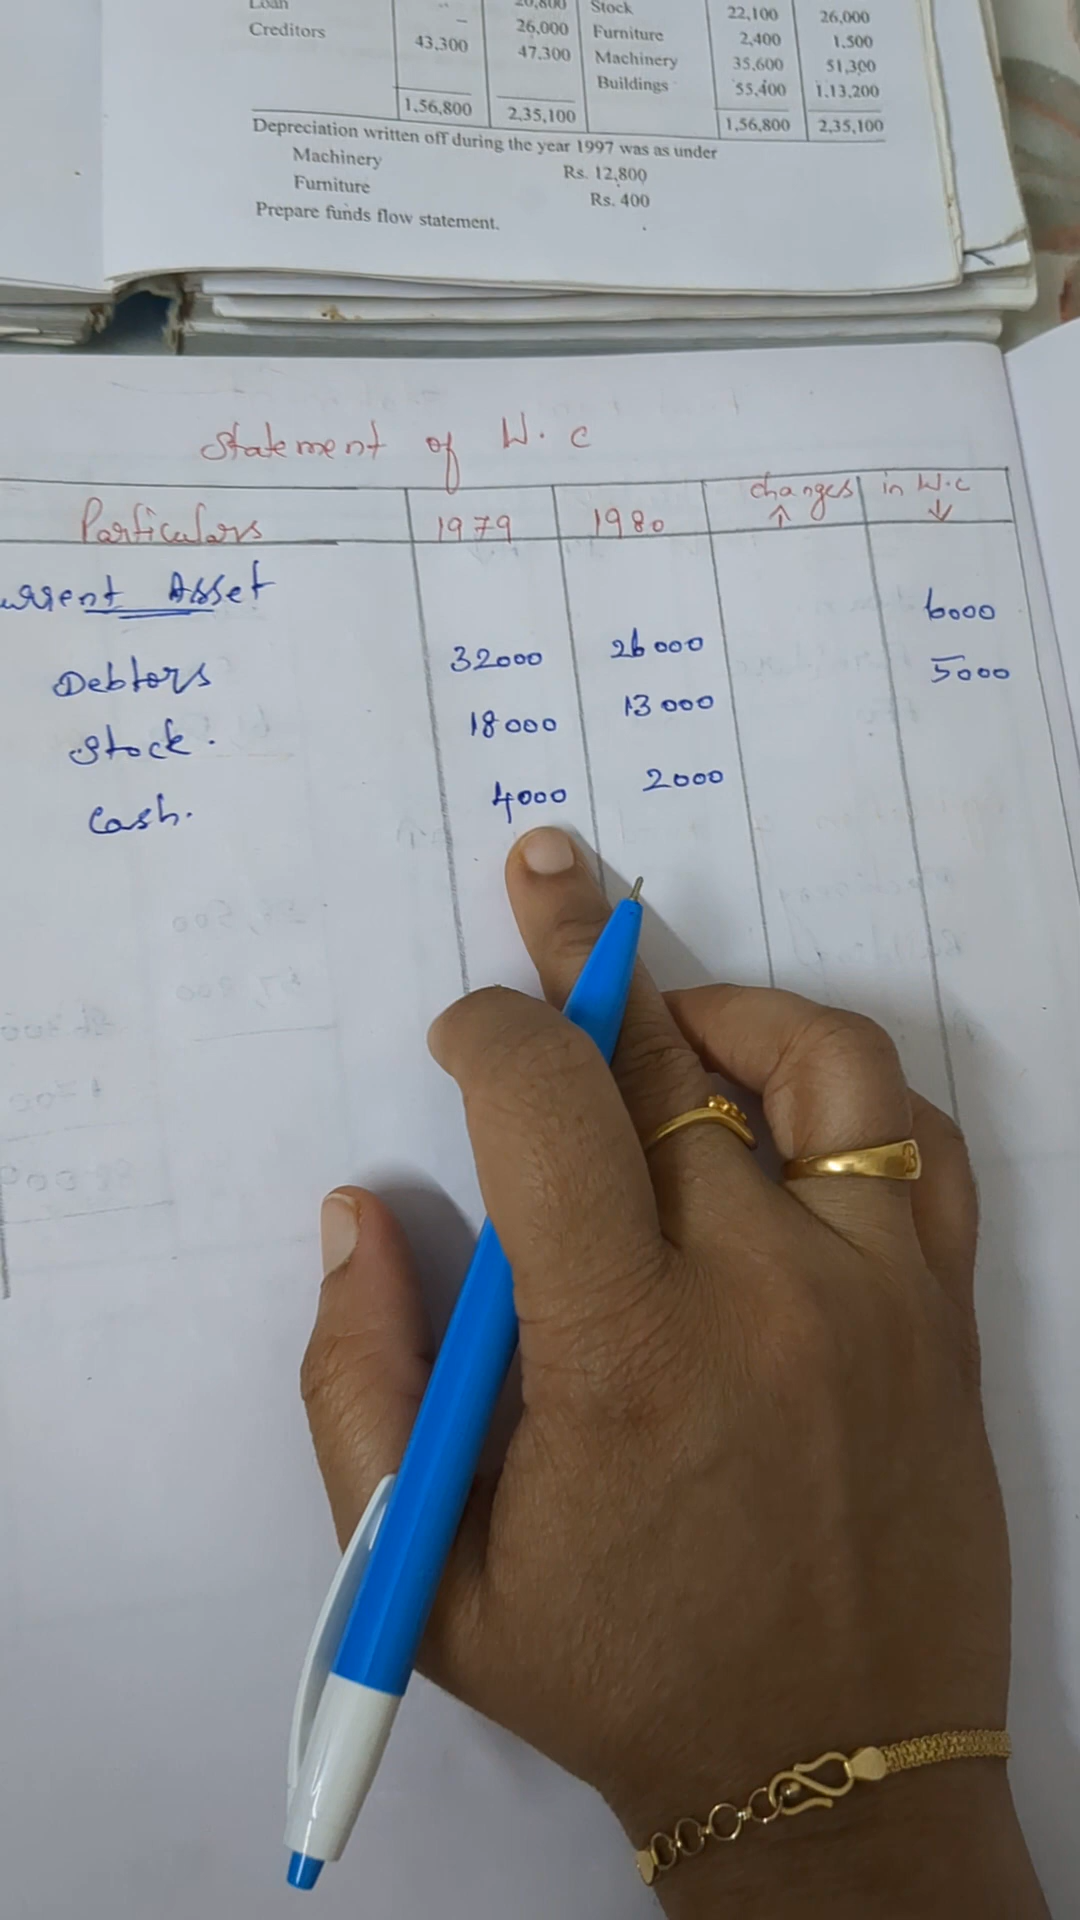 Loan – 20,800 Stock 22,100 26,000
Creditors – 26,000 Furniture 2,400 1.500
43,300 47,300 Machinery 35,600 51,300
Buildings 55,400 1,13,200
1,56,800 2,35,100 1,56,800 2,35,100
Depreciation written off during the year 1997 was as under
Machinery Rs. 12,800
Furniture Rs. 400
Prepare funds flow statement.
Statement of W.C
Particulars 1979 1980 changes in W.C
↑ ↓
urrent Asset
Debtors 32000 26000 6000
Stock. 18000 13000 5000
Cash. 4000 2000